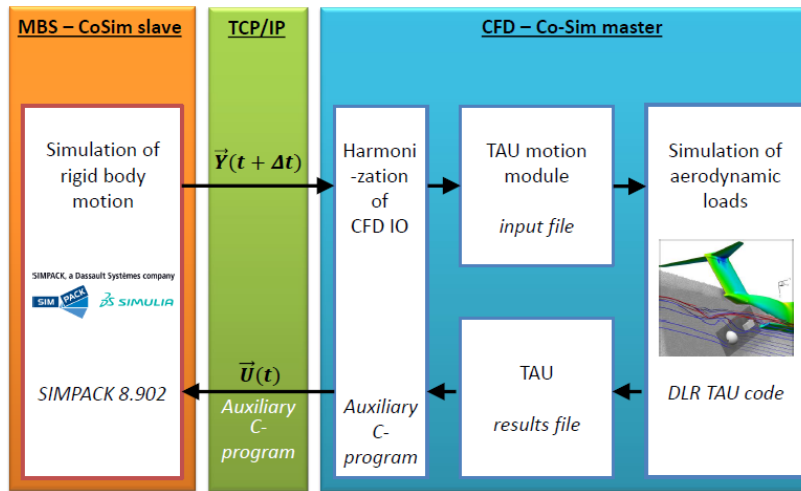 MBS – CoSim slave
TCP/IP
CFD – Co-Sim master
Simulation of
rigid body
motion
SIMPACK, a Dassault Systèmes company
SIM PACK
SIMULIA
SIMPACK 8.902
Y(t + Δt)
U(t)
Auxiliary
C-
program
Harmoni
-zation
of
CFD IO
Auxiliary
C-
program
TAU motion
module
input file
TAU
results file
Simulation of
aerodynamic
loads
DLR TAU code